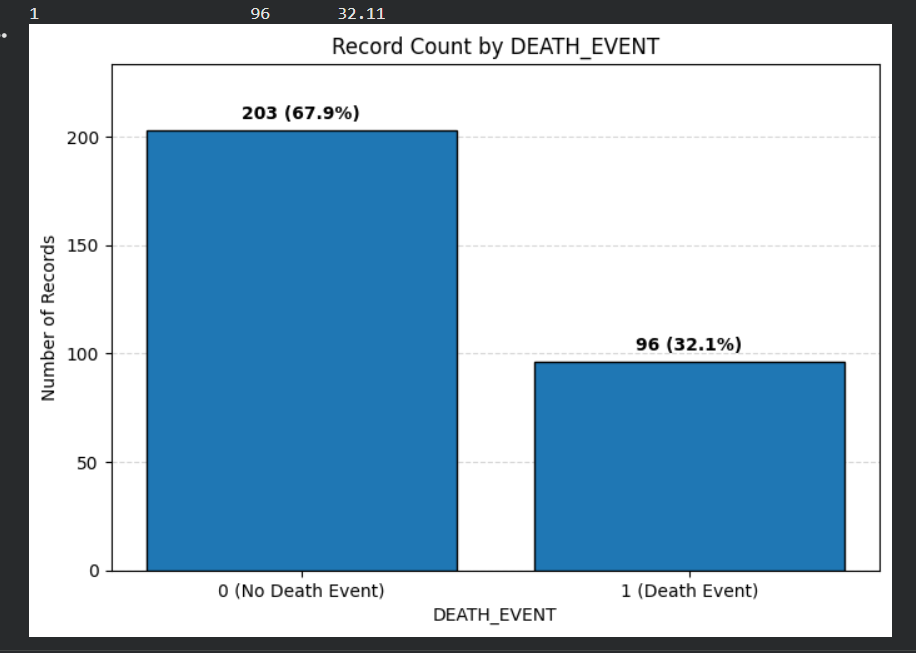 1 96 32.11
Record Count by DEATH_EVENT
203 (67.9%)
200
150
96 (32.1%)
100
50
0
Number of Records
0 (No Death Event) 1 (Death Event)
DEATH_EVENT